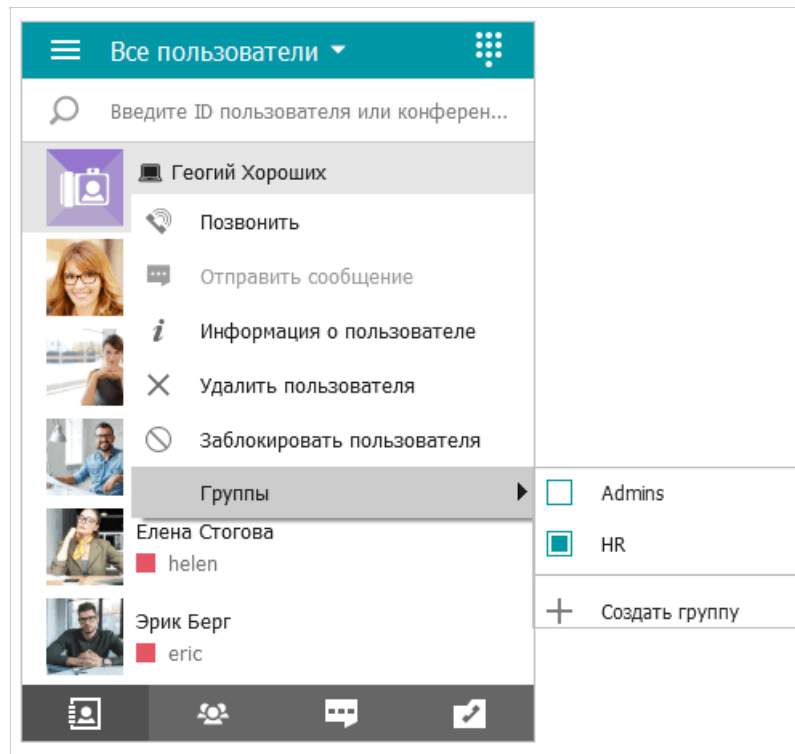 Все пользователи
Введите ID пользователя или конферен...
Геогий Хороших
Позвонить
Отправить сообщение
Информация о пользователе
Удалить пользователя
Заблокировать пользователя
Группы
Admins
HR
Создать группу
Елена Стогова
helen
Эрик Берг
eric